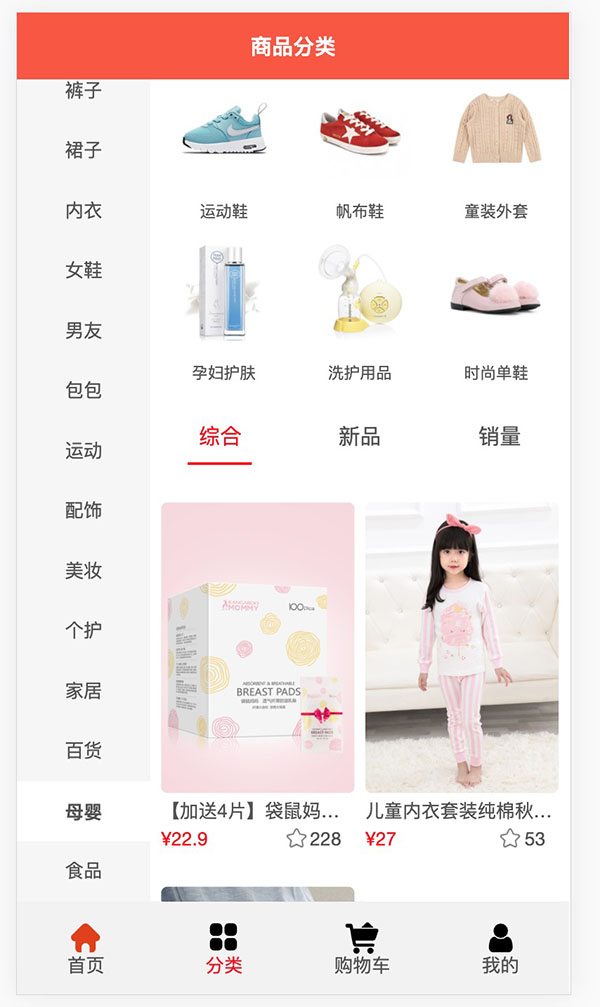 商品分类
裤子
裙子
内衣
女鞋
男友
包包
运动
配饰
美妆
个护
家居
百货
母婴
食品
运动鞋
帆布鞋
童装外套
孕妇护肤
洗护用品
时尚单鞋
综合
新品
销量
MOMMY
100
ABSORBENT & BREATHABLE
BREAST PADS
BREAST PADS
【加送4片】袋鼠妈…
¥22.9
228
儿童内衣套装纯棉秋…
¥27
53
首页
分类
购物车
我的